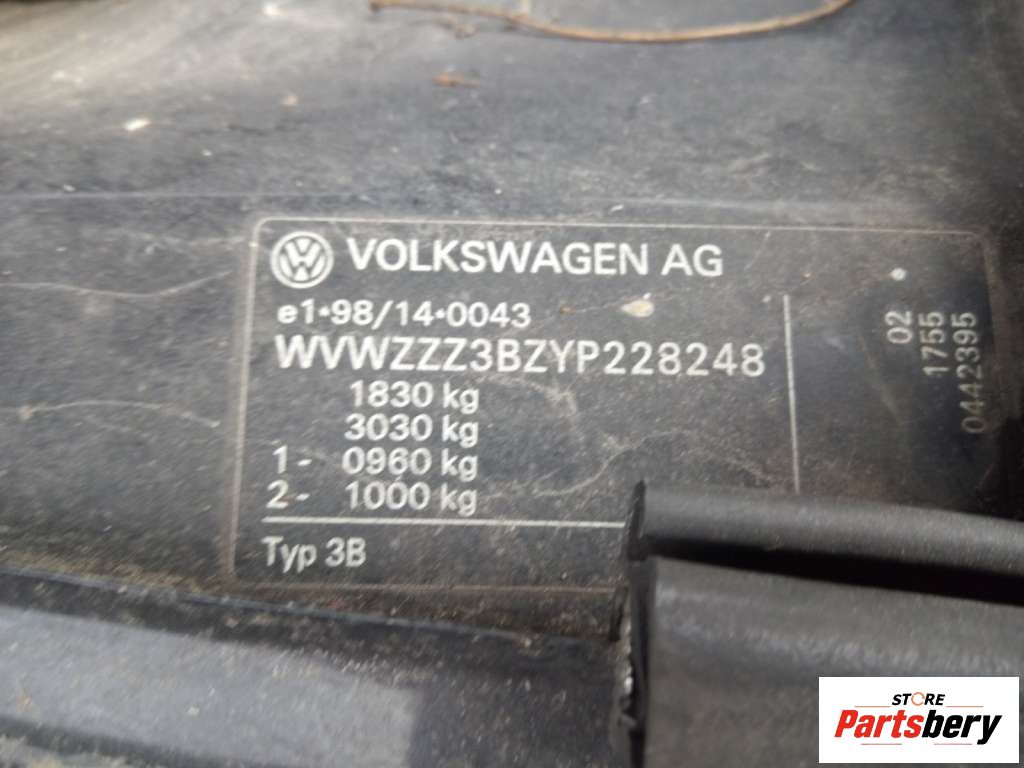 VOLKSWAGEN AG
e1*98/14*0043
WVWZZZ3BZYP228248
1830 kg
3030 kg
1- 0960 kg
2- 1000 kg
Typ 3B
02
1755
0442395
STORE
Partsbery